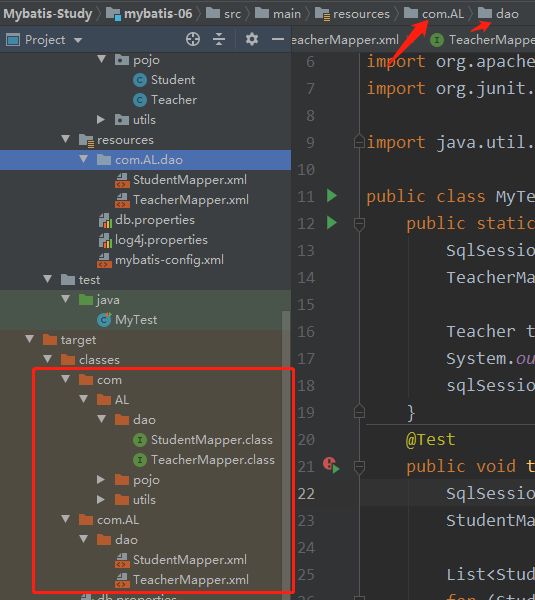 Mybatis-Study mybatis-06 src main resources com.AL dao
Project
eacherMapper.xml TeacherMappe
pojo
Student
Teacher
utils
resources
com.AL.dao
StudentMapper.xml
TeacherMapper.xml
db.properties
log4j.properties
mybatis-config.xml
test
java
MyTest
target
classes
com
AL
dao
StudentMapper.class
TeacherMapper.class
pojo
utils
com.AL
dao
StudentMapper.xml
TeacherMapper.xml
db.properties
6 import org.apache
7 import org.junit.
8
9 import java.util.
10
11 public class MyTe
12 public static
13 SqlSession
14 TeacherMa
15
16 Teacher t
17 System.ou
18 sqlSession
19 }
20 @Test
21 public void t
22 SqlSession
23 StudentMa
24
25 List<Stud
26 for (Stud